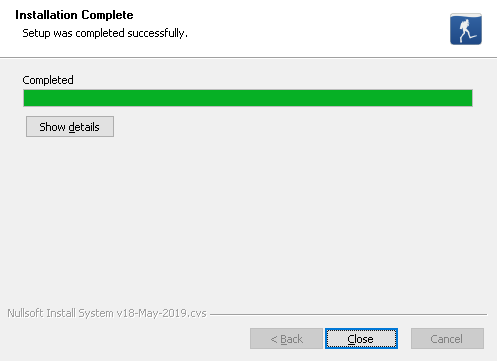 Installation Complete
Setup was completed successfully.
Completed
Show details
Nullsoft Install System v18-May-2019.cvs
< Back
Close
Cancel